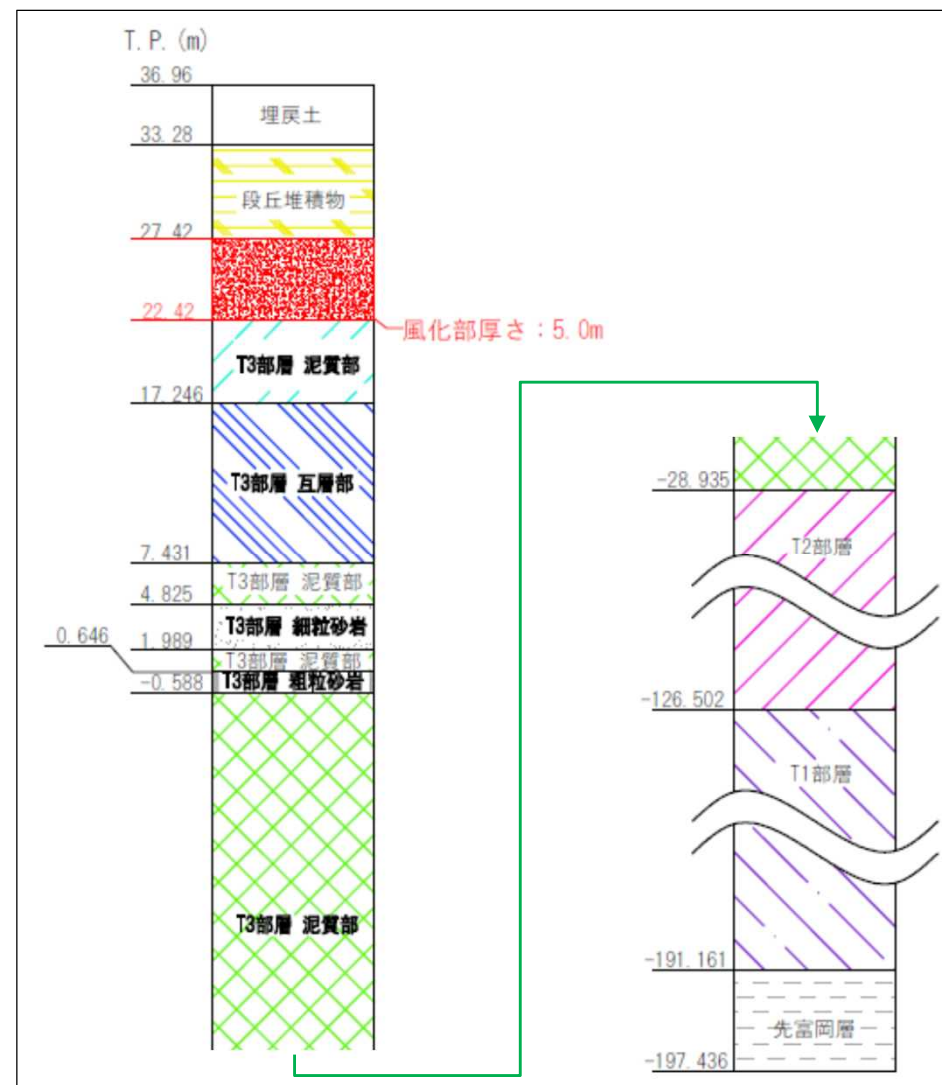 T.P.(m)
36.96
埋戻土
33.28
段丘堆積物
27.42
22.42
風化部厚さ：5.0m
T3部層 泥質部
17.246
T3部層 互層部
7.431
T3部層 泥質部
4.825
T3部層 細粒砂岩
0.646
1.989
T3部層 泥質部
-0.588
T3部層 粗粒砂岩
T3部層 泥質部
-28.935
T2部層
-126.502
T1部層
-191.161
先富岡層
-197.436